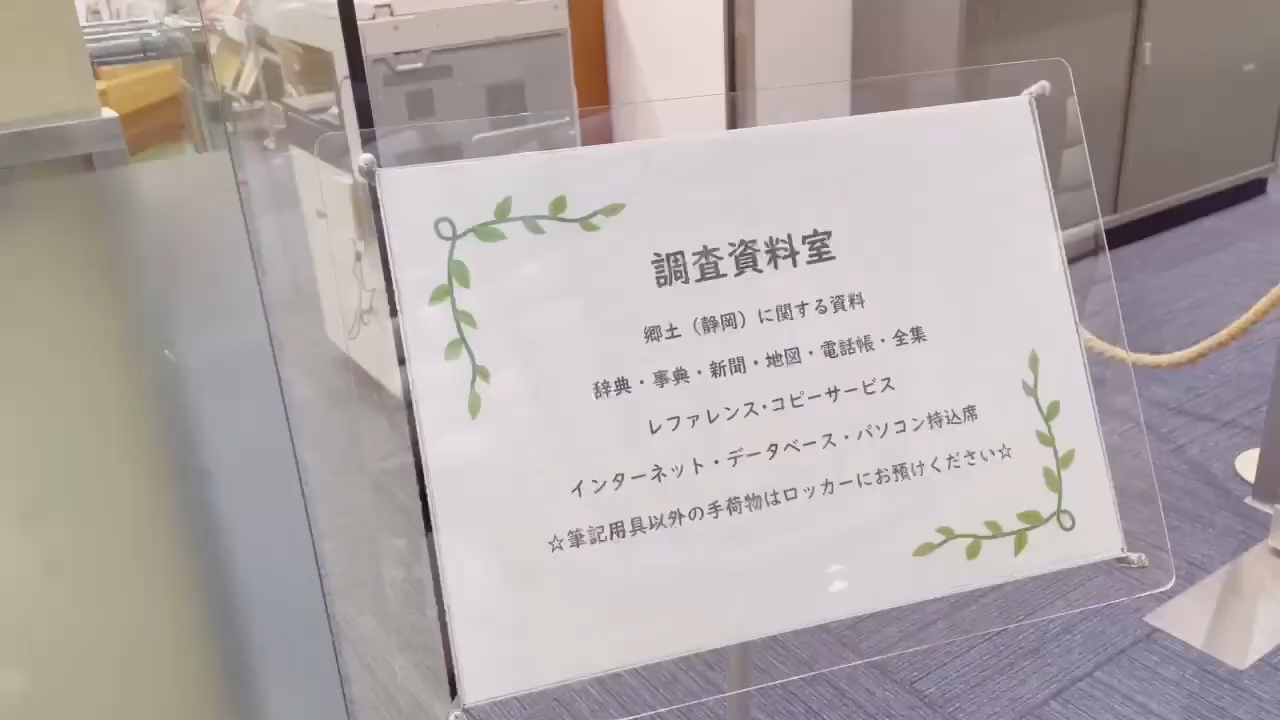 調査資料室
郷土（静岡）に関する資料
辞典・事典・新聞・地図・電話帳・全集
レファレンス・コピーサービス
インターネット・データベース・パソコン持込席
☆筆記用具以外の手荷物はロッカーにお預けください☆